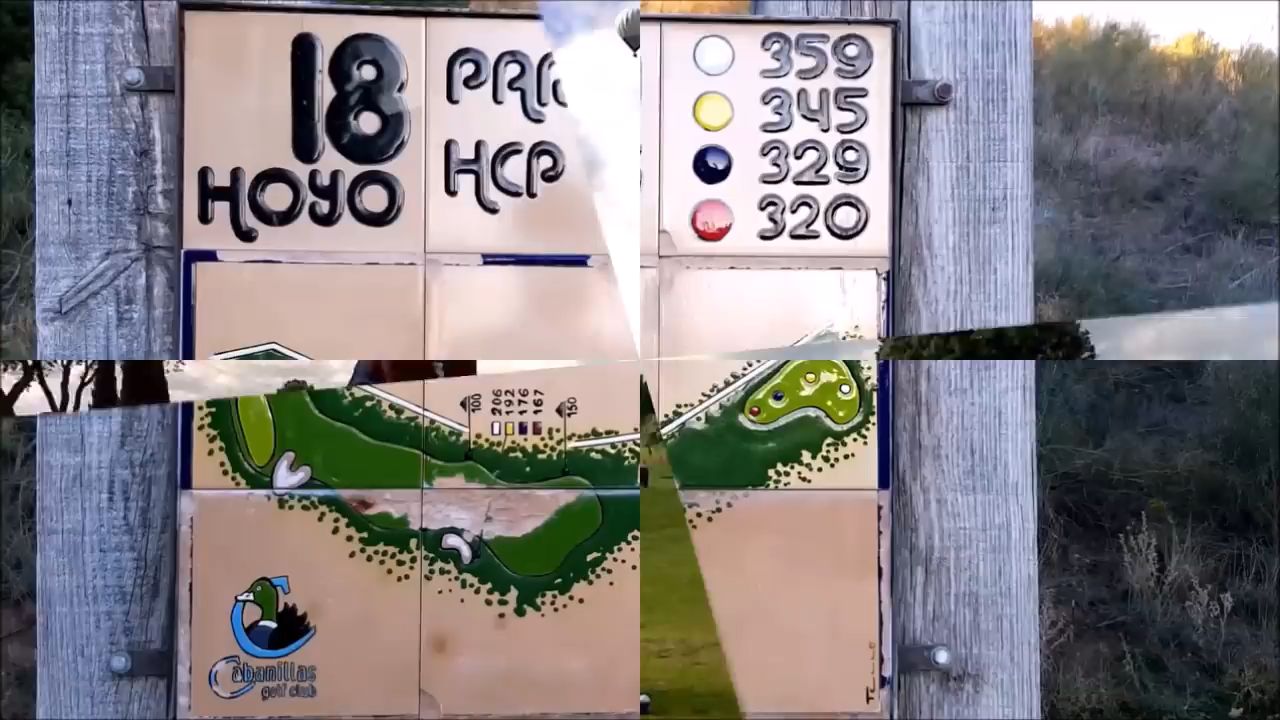 18
HOYO
HCP
359
345
329
320
100
206
192
176
167
150
Cabanillas
golf club